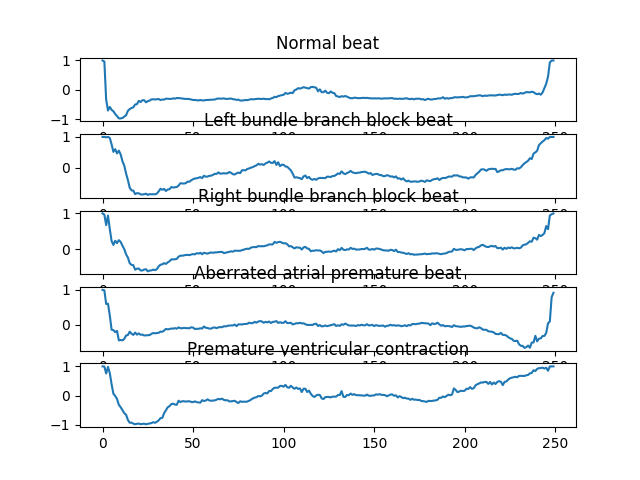 Normal beat
1
0
−1
Left bundle branch block beat
1
0
Right bundle branch block beat
1
0
Aberrated atrial premature beat
1
0
Premature ventricular contraction
1
0
−1
0 50 100 150 200 250